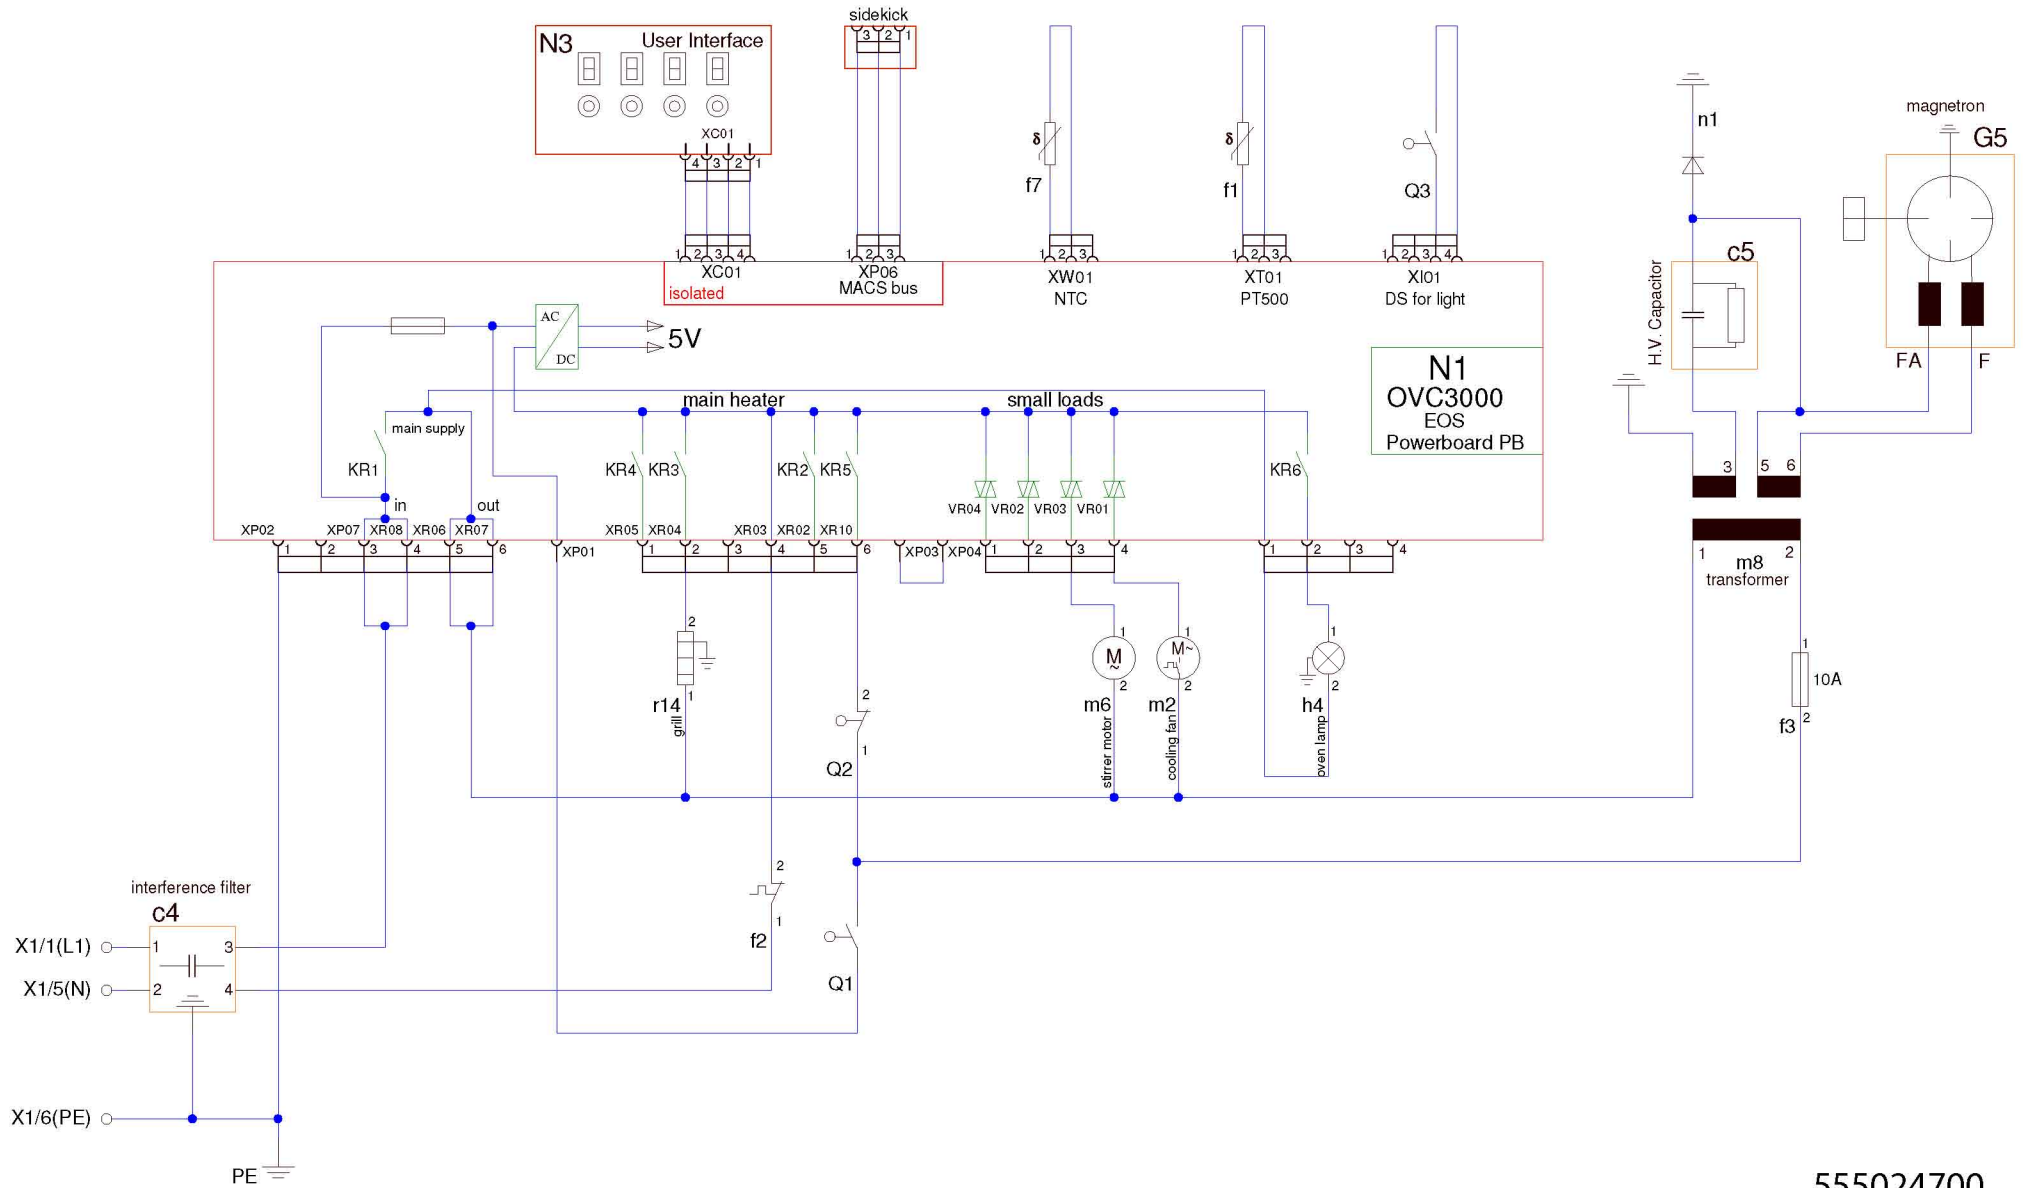 sidekick
3 2 1
N3 User Interface
XC01
4 3 2 1
magnetron
G5
n1
δ
f7
δ
f1
Q3
1 2 3 4
1 2 3
1 2 3
1 2 3
1 2 3 4
XC01
isolated
XP06
MACS bus
XW01
NTC
XT01
PT500
XI01
DS for light
H.V. Capacitor
c5
FA F
AC
DC
5V
N1
OVC3000
EOS
Powerboard PB
main heater
small loads
main supply
KR1
KR4 KR3 KR2 KR5
KR6
in
out
VR04 VR02 VR03 VR01
3 5 6
XP02 XP07 XR08 XR06 XR07
XP01
XR05 XR04 XR03 XR02 XR10
XP03 XP04
1 2 3 4 5 6
1 2 3 4 5 6
1 2 3 4
1 2 3 4
1 2
m8
transformer
2
1
r14
grill
1
M
~
2
m6
stirrer motor
1
M~
2
m2
cooling fan
1
2
h4
oven lamp
1
10A
2
f3
2
1
Q2
2
1
f2
Q1
interference filter
c4
X1/1(L1) 1 3
X1/5(N) 2 4
X1/6(PE)
PE
555024700